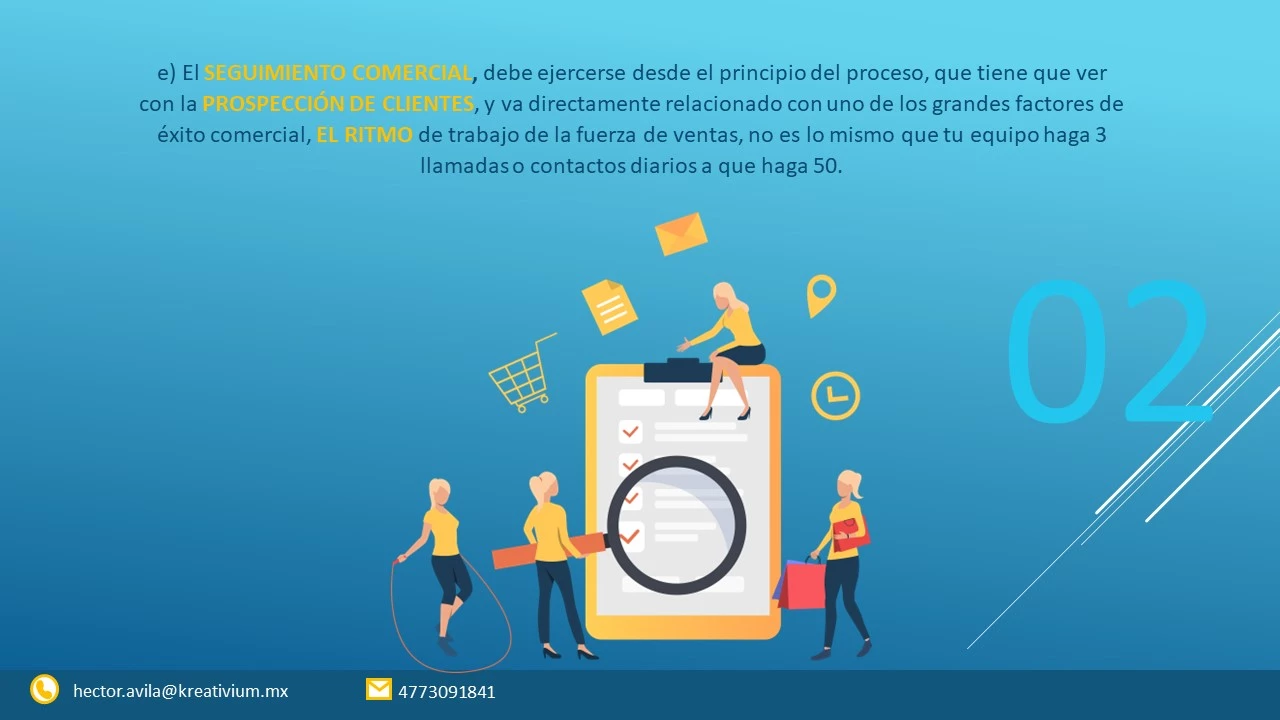 e) El SEGUIMIENTO COMERCIAL, debe ejercerse desde el principio del proceso, que tiene que ver
con la PROSPECCIÓN DE CLIENTES, y va directamente relacionado con uno de los grandes factores de
éxito comercial, EL RITMO de trabajo de la fuerza de ventas, no es lo mismo que tu equipo haga 3
llamadas o contactos diarios a que haga 50.
02
hector.avila@kreativium.mx
4773091841